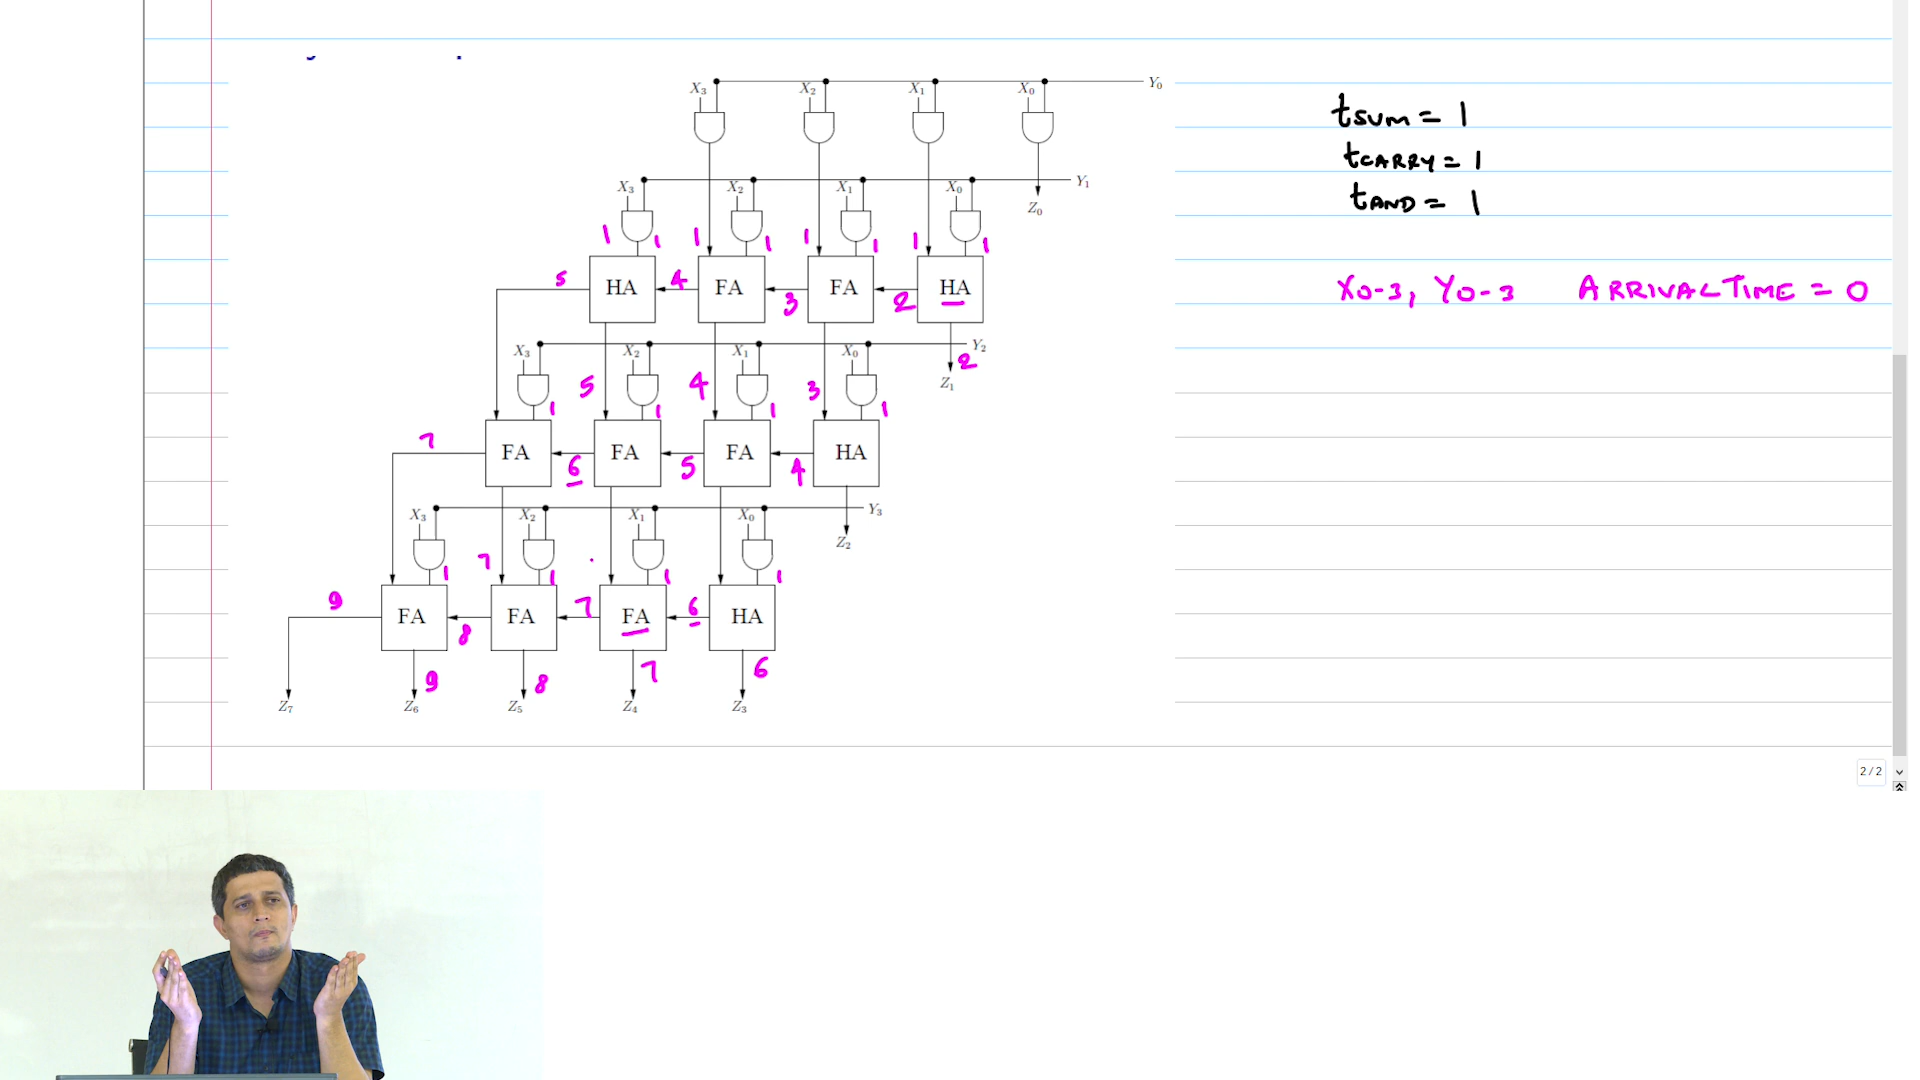 X3 X2 X1 X0 Y0
tSUM = 1
tCARRY = 1
tAND = 1
X3 X2 X1 X0 Y1
Z0
1 1 1 1 1 1 1 1
5 HA 4 FA 3 FA 2 HA
X0-3, Y0-3 ARRIVAL TIME = 0
X3 X2 X1 X0 Y2
2
Z1
5 4 3
1 1 1 1
7 FA 6 FA 5 FA 4 HA
X3 X2 X1 X0 Y3
Z2
7
1 1 1 1
9 FA 8 FA 7 FA 6 HA
9 8 7 6
Z7 Z6 Z5 Z4 Z3
2 / 2